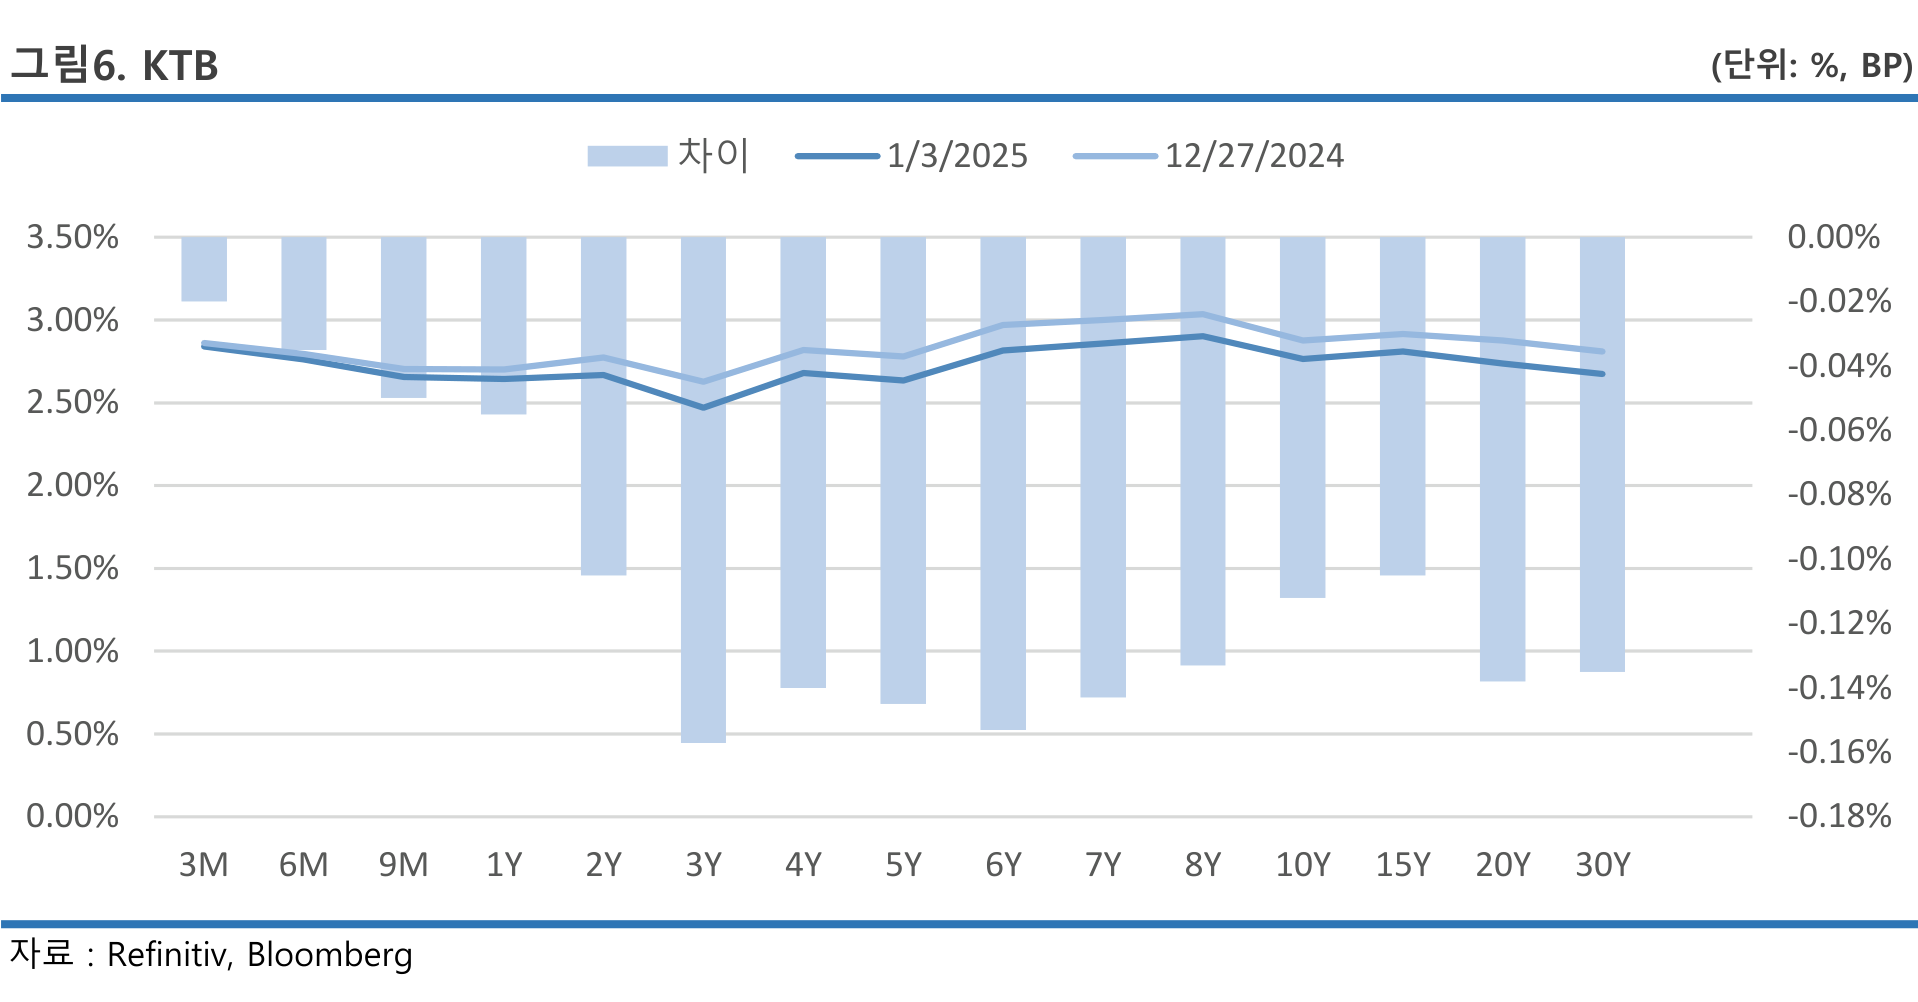 그림6. KTB
(단위: %, BP)
차이 1/3/2025 12/27/2024
3.50% 0.00%
-0.02%
3.00%
-0.04%
2.50%
-0.06%
2.00% -0.08%
1.50% -0.10%
-0.12%
1.00%
-0.14%
0.50%
-0.16%
0.00% -0.18%
3M 6M 9M 1Y 2Y 3Y 4Y 5Y 6Y 7Y 8Y 10Y 15Y 20Y 30Y
자료 : Refinitiv, Bloomberg